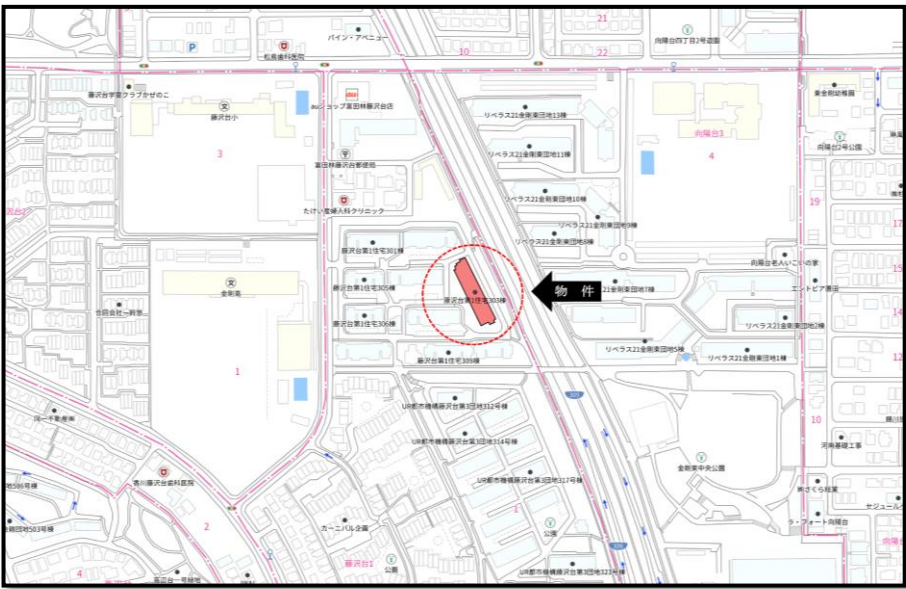 21
パイン・アベニュー
向陽台四丁目2号遊園
P
10
22
松島歯科医院
藤沢台学童クラブかぜのこ
auショップ富田林藤沢台店
リベラス21金剛東団地13棟
東金剛幼稚園
藤沢台小
向陽台3
3
富田林藤沢台郵便局
リベラス21金剛東団地11棟
4
向陽台2号公園
リベラス21金剛東団地10棟
19
たけい産婦人科クリニック
リベラス21金剛東団地9棟
17
藤沢台第1住宅301棟
リベラス21金剛東団地8棟
向陽台老人いこいの家
15
金剛高
藤沢台第1住宅305棟
物件
21金剛東団地7棟
エントピア豊田
藤沢台第1住宅303棟
合同会社一幹窓
藤沢台第1住宅306棟
リベラス21金剛東団地2棟
14
リベラス21金剛東団地5棟
リベラス21金剛東団地1棟
12
藤沢台第1住宅309棟
1
309
UR都市機構藤沢台第3団地312号棟
10
UR都市機構藤沢台第3団地314号棟
河南基礎工事
金剛東中央公園
香川藤沢台歯科医院
UR都市機構藤沢台第3団地317号棟
㈱さくら総業
1
2
カーニバル企画
公園
ラ・フォート向陽台
団地503号棟
309
藤沢台1
公園
UR都市機構藤沢台第3団地321号棟
4
高辺台一号緑地